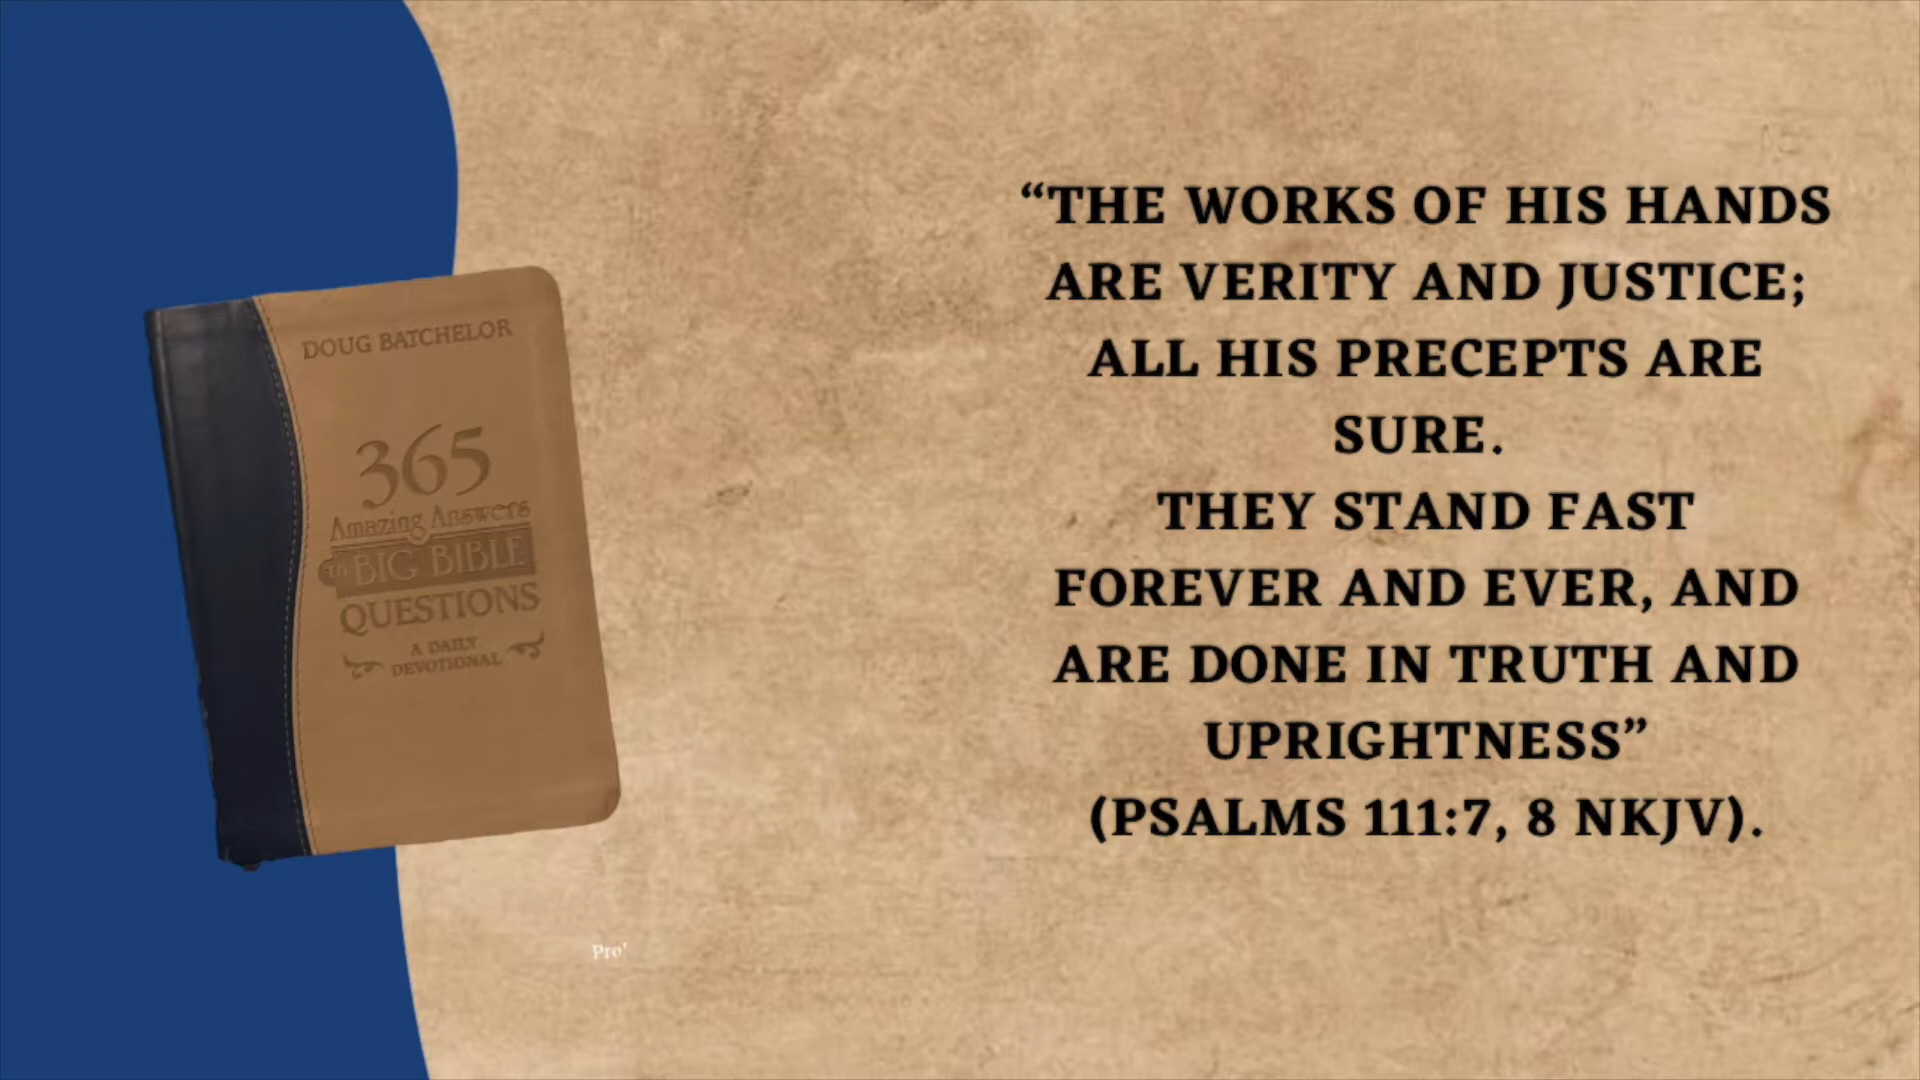 DOUG BATCHELOR
365
Amazing Answers
to BIG BIBLE
QUESTIONS
A DAILY
DEVOTIONAL
“THE WORKS OF HIS HANDS
ARE VERITY AND JUSTICE;
ALL HIS PRECEPTS ARE
SURE.
THEY STAND FAST
FOREVER AND EVER, AND
ARE DONE IN TRUTH AND
UPRIGHTNESS”
(PSALMS 111:7, 8 NKJV).